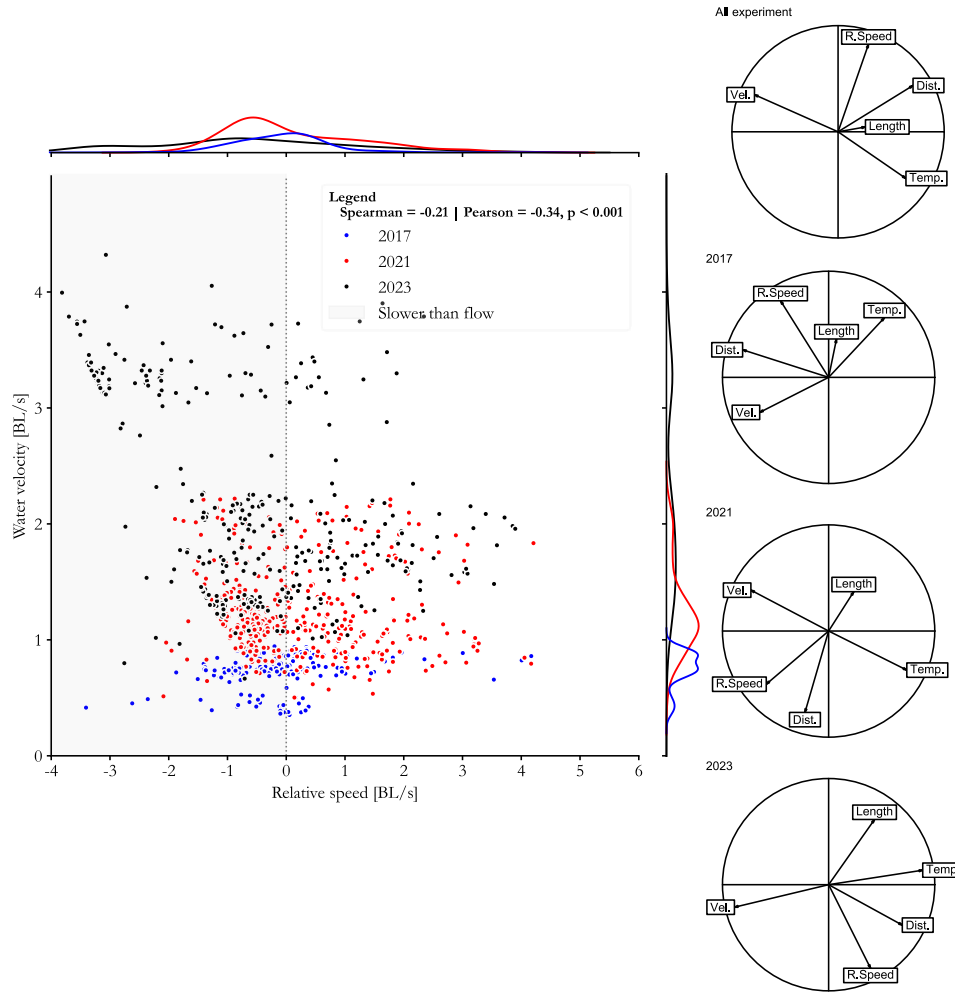 All experiment
R.Speed
Vel.
Dist.
Length
Temp.
Legend
Spearman = -0.21 | Pearson = -0.34, p < 0.001
2017
2021
2023
Slower than flow
Water velocity [BL/s]
4
3
2
1
0
-4 -3 -2 -1 0 1 2 3 4 5 6
Relative speed [BL/s]
2017
R.Speed
Temp.
Length
Dist.
Vel.
2021
Vel.
Length
Temp.
R.Speed
Dist.
2023
Length
Temp
Vel.
Dist.
R.Speed